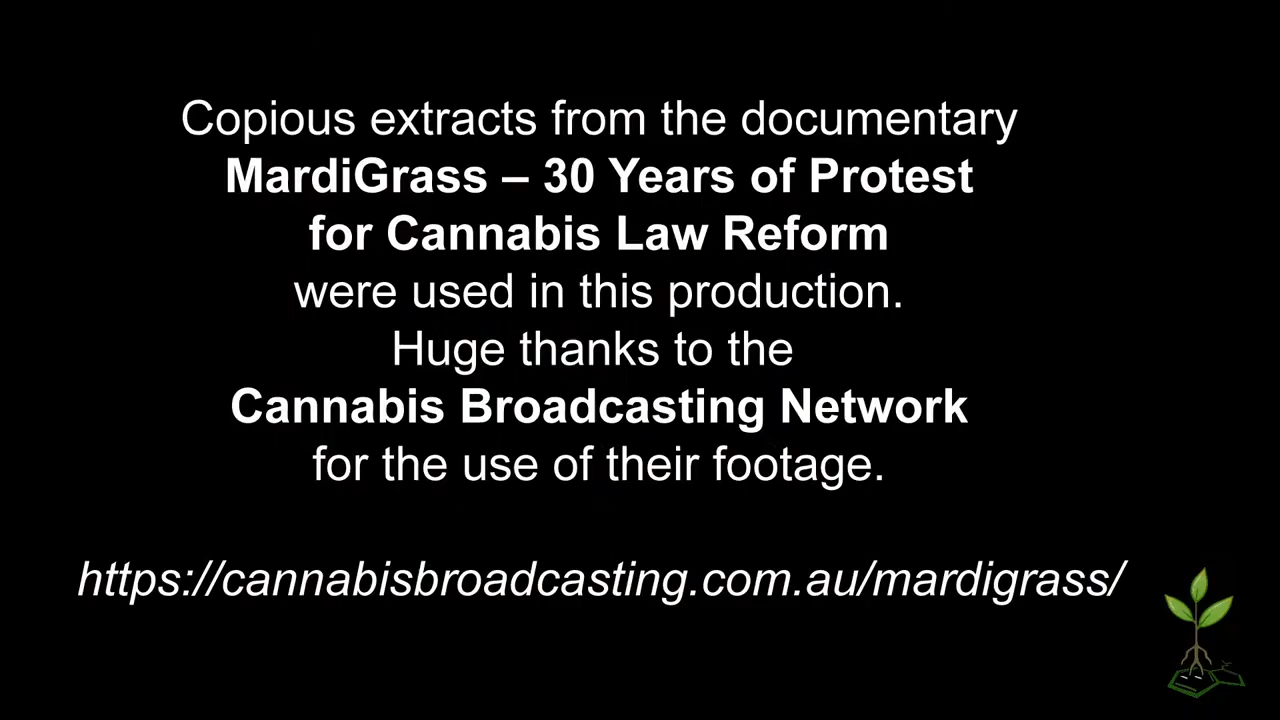 Copious extracts from the documentary
MardiGrass – 30 Years of Protest
for Cannabis Law Reform
were used in this production.
Huge thanks to the
Cannabis Broadcasting Network
for the use of their footage.
https://cannabisbroadcasting.com.au/mardigrass/